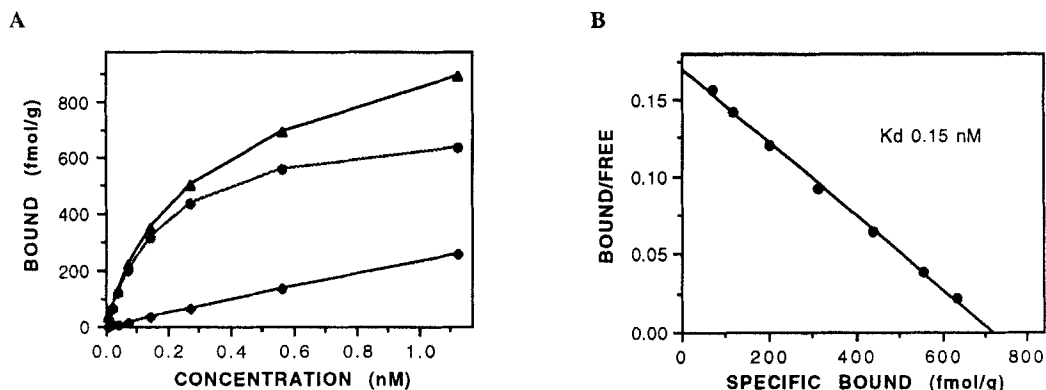 A
BOUND (fmol/g)
800
600
400
200
0
0.0 0.2 0.4 0.6 0.8 1.0
CONCENTRATION (nM)
B
BOUND/FREE
0.15
0.10
0.05
0.00
Kd 0.15 nM
0 200 400 600 800
SPECIFIC BOUND (fmol/g)